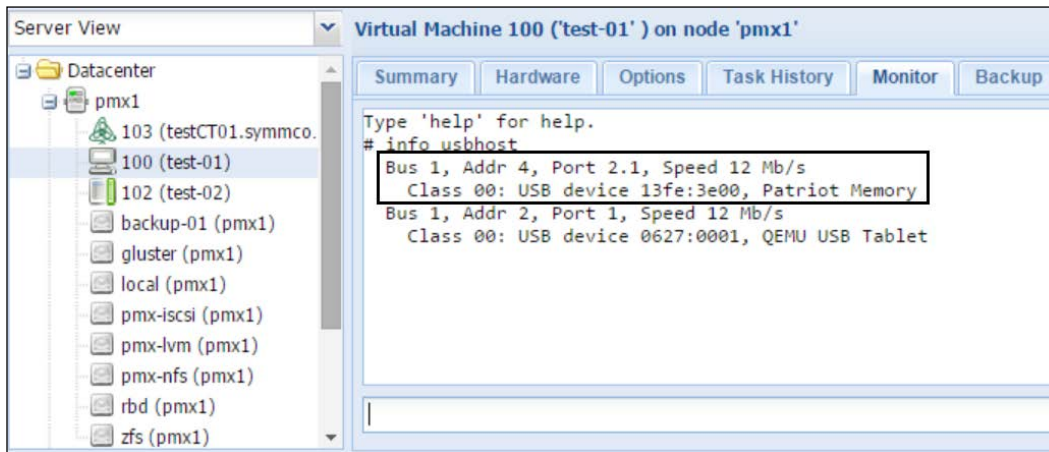 Server View
Virtual Machine 100 ('test-01' ) on node 'pmx1'
Datacenter
pmx1
103 (testCT01.symmco.
100 (test-01)
102 (test-02)
backup-01 (pmx1)
gluster (pmx1)
local (pmx1)
pmx-iscsi (pmx1)
pmx-lvm (pmx1)
pmx-nfs (pmx1)
rbd (pmx1)
zfs (pmx1)
Summary Hardware Options Task History Monitor Backup
Type 'help' for help.
# info usbhost
Bus 1, Addr 4, Port 2.1, Speed 12 Mb/s
Class 00: USB device 13fe:3e00, Patriot Memory
Bus 1, Addr 2, Port 1, Speed 12 Mb/s
Class 00: USB device 0627:0001, QEMU USB Tablet